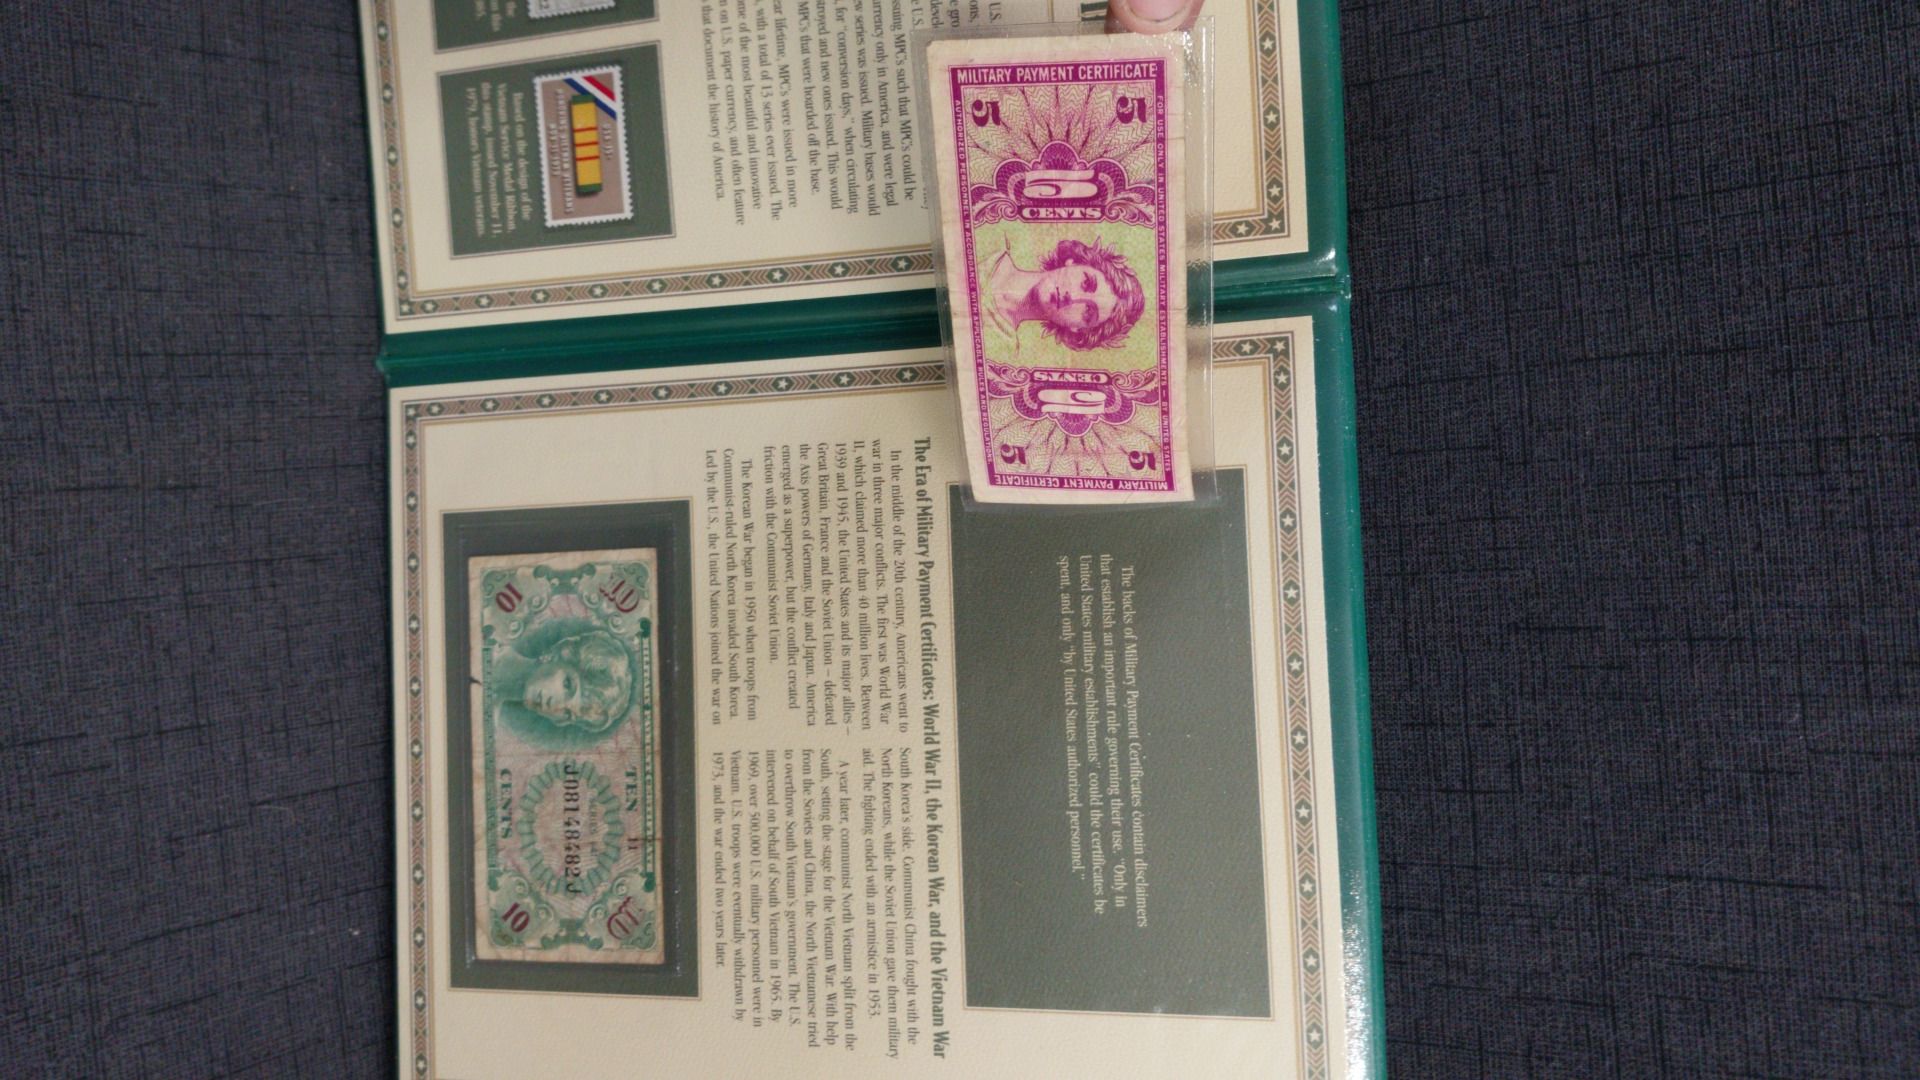 the
on this
Based on the design of the
Vietnam Service Medal Ribbon,
this stamp, issued November 11,
1979, honors Vietnam veterans.
U.S.
issuing MPC's such that MPC's could be
currency only in America, and were legal
new series was issued. Military bases would
for "conversion days," when circulating
and new ones issued. This would
MPC's that were hoarded off the base.
lifetime, MPC's were issued in more
with a total of 13 series ever issued. The
some of the most beautiful and innovative
on U.S. paper currency, and often feature
that document the history of America.
MILITARY PAYMENT CERTIFICATE
FOR USE ONLY IN UNITED STATES MILITARY ESTABLISHMENTS - BY UNITED STATES
AUTHORIZED PERSONNEL IN ACCORDANCE WITH APPLICABLE RULES AND REGULATIONS
5
5
5
CENTS
5
CENTS
5
5
MILITARY PAYMENT CERTIFICATE
The backs of Military Payment Certificates contain disclaimers
that establish an important rule governing their use. "Only in
United States military establishments" could the certificates be
spent, and only "by United States authorized personnel."
The Era of Military Payment Certificates: World War II, the Korean War, and the Vietnam War
In the middle of the 20th century, Americans went to
war in three major conflicts. The first was World War
II, which claimed more than 40 million lives. Between
1939 and 1945, the United States and its major allies –
Great Britain, France and the Soviet Union – defeated
the Axis powers of Germany, Italy and Japan. America
emerged as a superpower, but the conflict created
friction with the Communist Soviet Union.
The Korean War began in 1950 when troops from
Communist-ruled North Korea invaded South Korea.
Led by the U.S., the United Nations joined the war on
South Korea's side. Communist China fought with the
North Koreans, while the Soviet Union gave them military
aid. The fighting ended with an armistice in 1953.
A year later, communist North Vietnam split from the
South, setting the stage for the Vietnam War. With help
from the Soviets and China, the North Vietnamese tried
to overthrow South Vietnam's government. The U.S.
intervened on behalf of South Vietnam in 1965. By
1969, over 500,000 U.S. military personnel were in
Vietnam. U.S. troops were eventually withdrawn by
1973, and the war ended two years later.
MILITARY PAYMENT CERTIFICATE
10
10
TEN
CENTS
SERIES
J08148482J
10
10